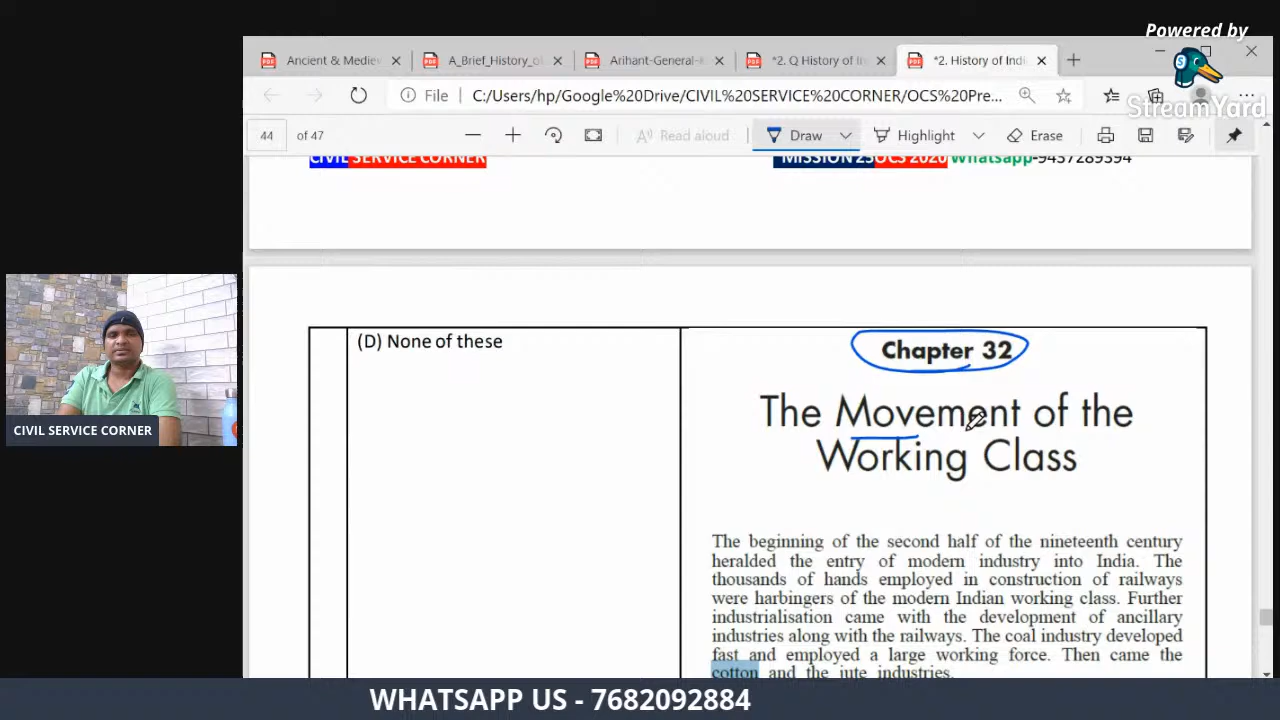 Powered by
StreamYard
Ancient & Mediev
A_Brief_History_o
Arihant-General-K
*2. Q History of In
*2. History of Indi
File C:/Users/hp/Google%20Drive/CIVIL%20SERVICE%20CORNER/OCS%20Pre...
44 of 47
Read aloud
Draw
Highlight
Erase
CIVIL SERVICE CORNER
MISSION 25OCS 2020 Whatsapp-9437289394
(D) None of these
Chapter 32
The Movement of the
Working Class
The beginning of the second half of the nineteenth century
heralded the entry of modern industry into India. The
thousands of hands employed in construction of railways
were harbingers of the modern Indian working class. Further
industrialisation came with the development of ancillary
industries along with the railways. The coal industry developed
fast and employed a large working force. Then came the
cotton and the jute industries.
CIVIL SERVICE CORNER
WHATSAPP US - 7682092884